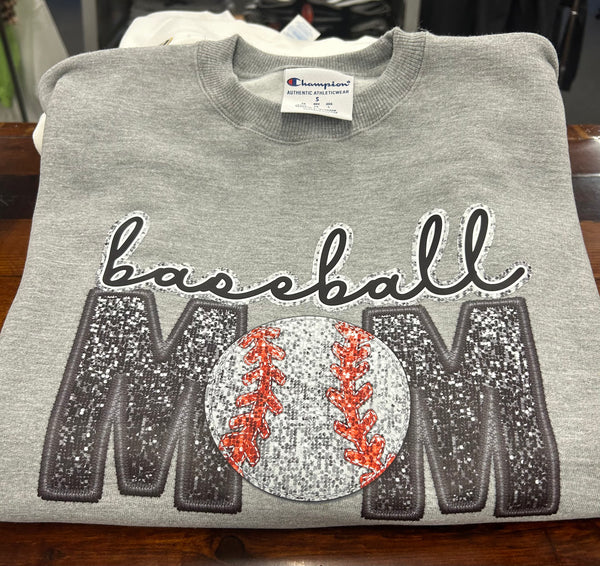 Champion
AUTHENTIC ATHLETICWEAR
S
baseball
MOM